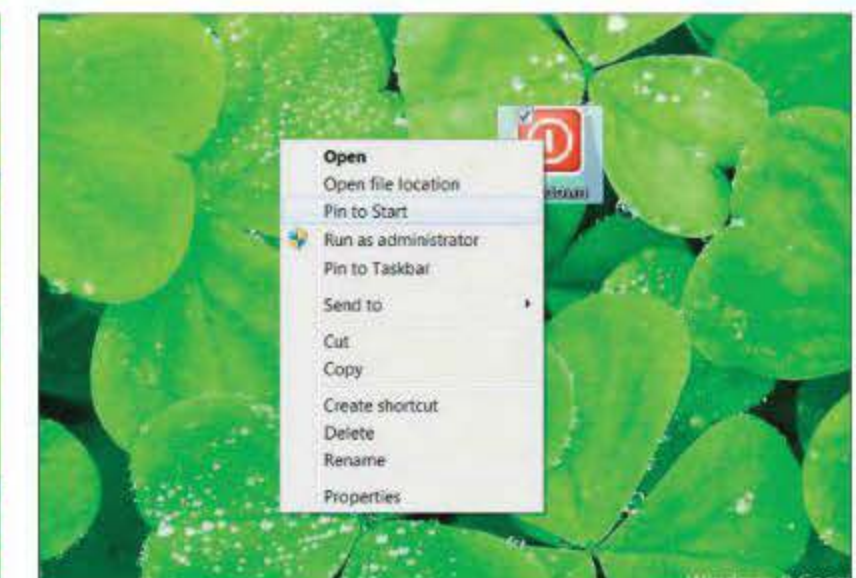 Open
Open file location
Pin to Start
Run as administrator
Pin to Taskbar
Send to
Cut
Copy
Create shortcut
Delete
Rename
Properties